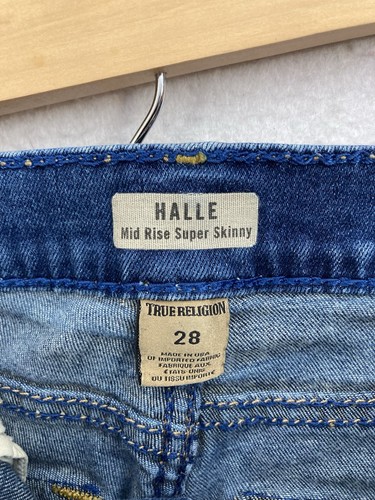 HALLE
Mid Rise Super Skinny
TRUE RELIGION
28
MADE IN USA
OF IMPORTED FABRIC
FABRIQUE AUX
ÉTATS-UNIS
DU TISSU IMPORTÉ